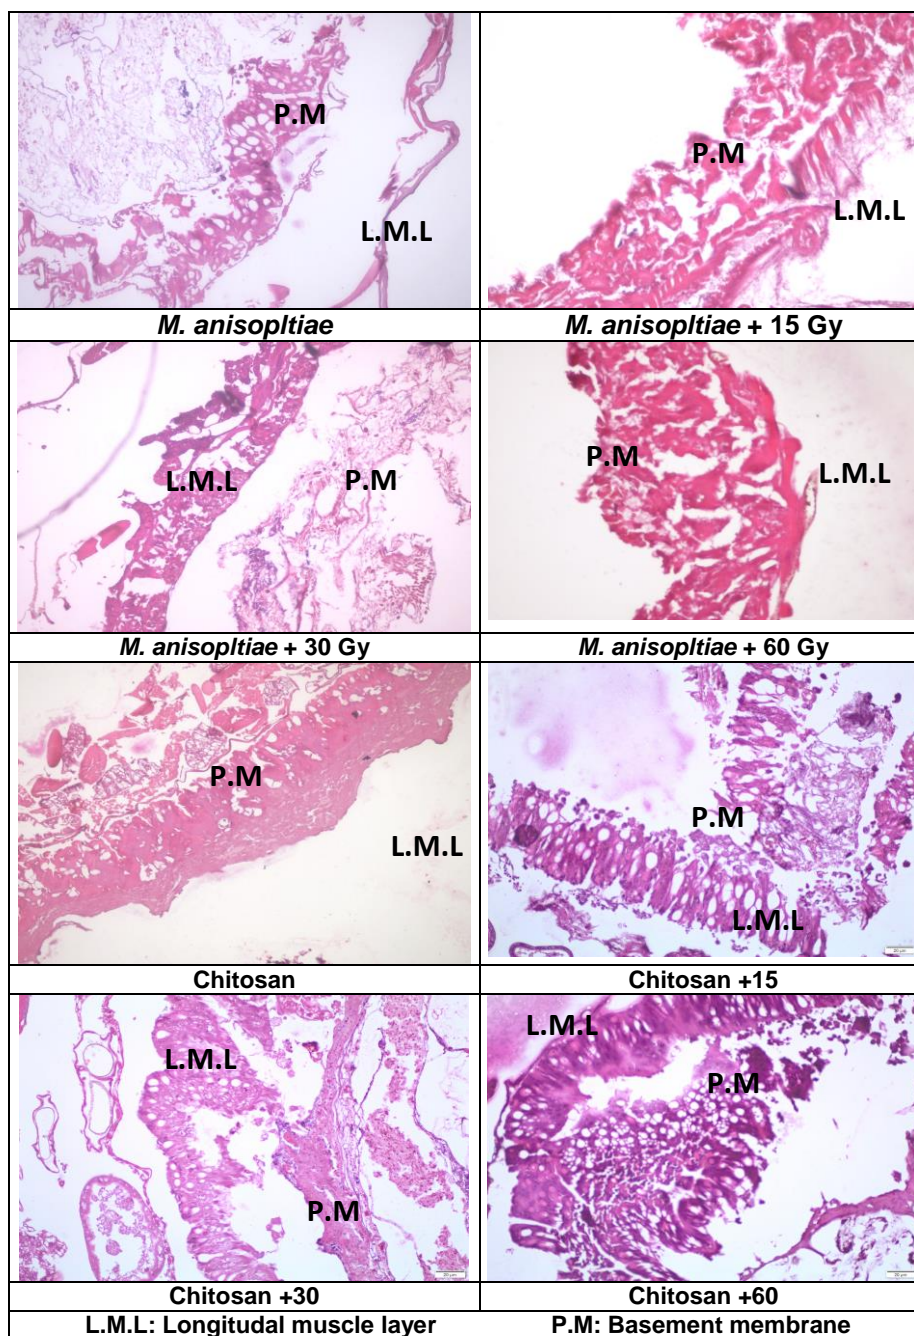 P.M
L.M.L
P.M
L.M.L
M. anisopltiae
M. anisopltiae + 15 Gy
L.M.L
P.M
P.M
L.M.L
M. anisopltiae + 30 Gy
M. anisopltiae + 60 Gy
P.M
L.M.L
P.M
L.M.L
Chitosan
Chitosan +15
L.M.L
P.M
L.M.L
P.M
Chitosan +30
Chitosan +60
L.M.L: Longitudal muscle layer
P.M: Basement membrane